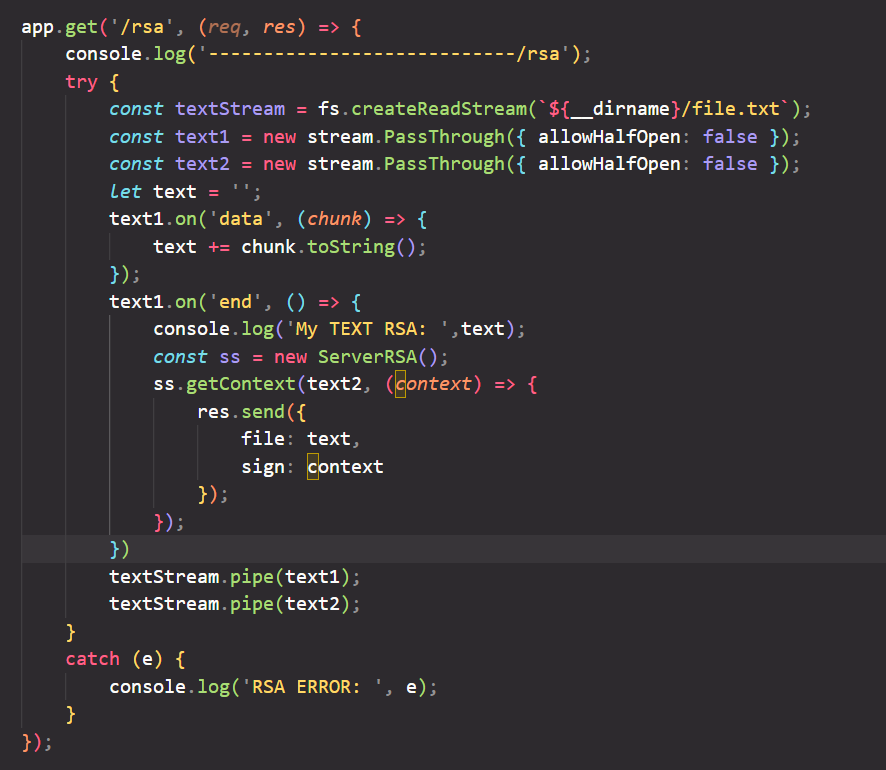 app.get('/rsa', (req, res) => {
    console.log('----------------------------/rsa');
    try {
        const textStream = fs.createReadStream(`${__dirname}/file.txt`);
        const text1 = new stream.PassThrough({ allowHalfOpen: false });
        const text2 = new stream.PassThrough({ allowHalfOpen: false });
        let text = '';
        text1.on('data', (chunk) => {
            text += chunk.toString();
        });
        text1.on('end', () => {
            console.log('My TEXT RSA: ',text);
            const ss = new ServerRSA();
            ss.getContext(text2, (context) => {
                res.send({
                    file: text,
                    sign: context
                });
            });
        })
        textStream.pipe(text1);
        textStream.pipe(text2);
    }
    catch (e) {
        console.log('RSA ERROR: ', e);
    }
});